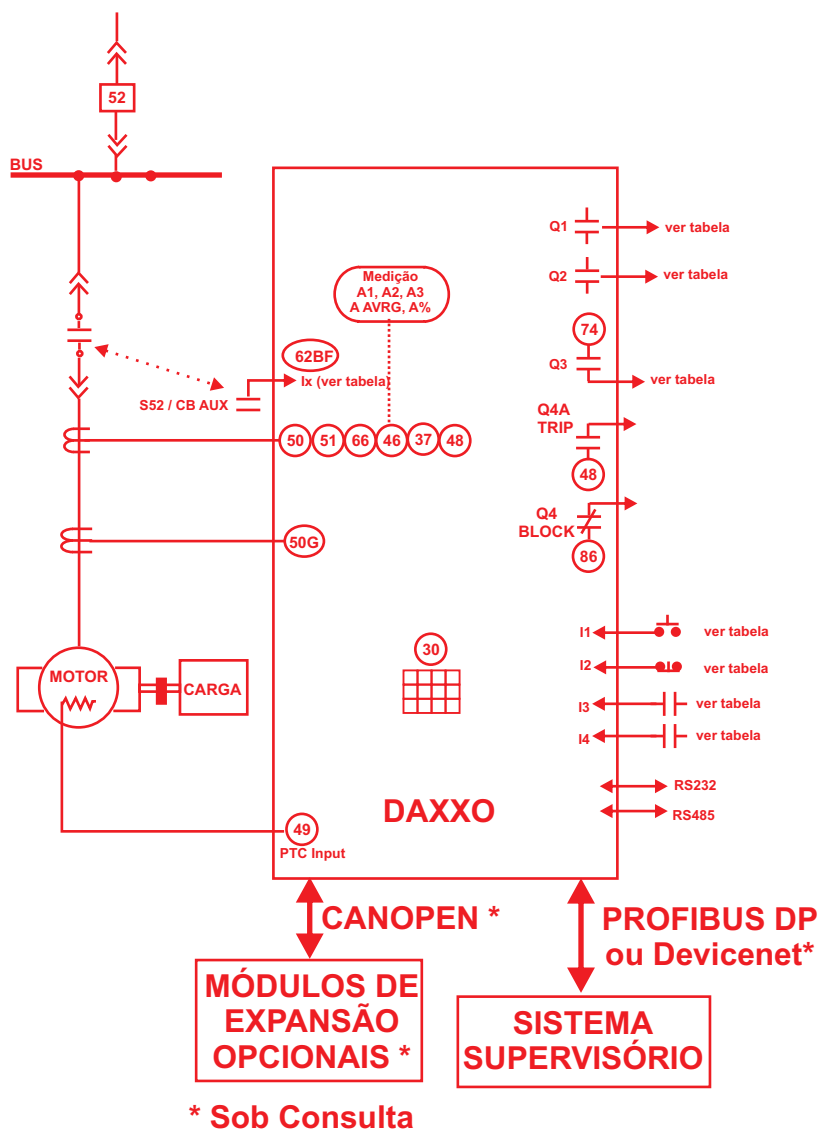 52
BUS
Q1
ver tabela
Q2
ver tabela
Medição
A1, A2, A3
A AVRG, A%
74
Q3
ver tabela
62BF
Ix (ver tabela)
S52 / CB AUX
Q4A
TRIP
48
50 51 66 46 37 48
Q4
BLOCK
86
50G
I1
ver tabela
I2
ver tabela
I3
ver tabela
I4
ver tabela
30
MOTOR
CARGA
RS232
RS485
DAXXO
49
PTC Input
CANOPEN *
PROFIBUS DP
ou Devicenet*
MÓDULOS DE
EXPANSÃO
OPCIONAIS *
SISTEMA
SUPERVISÓRIO
* Sob Consulta